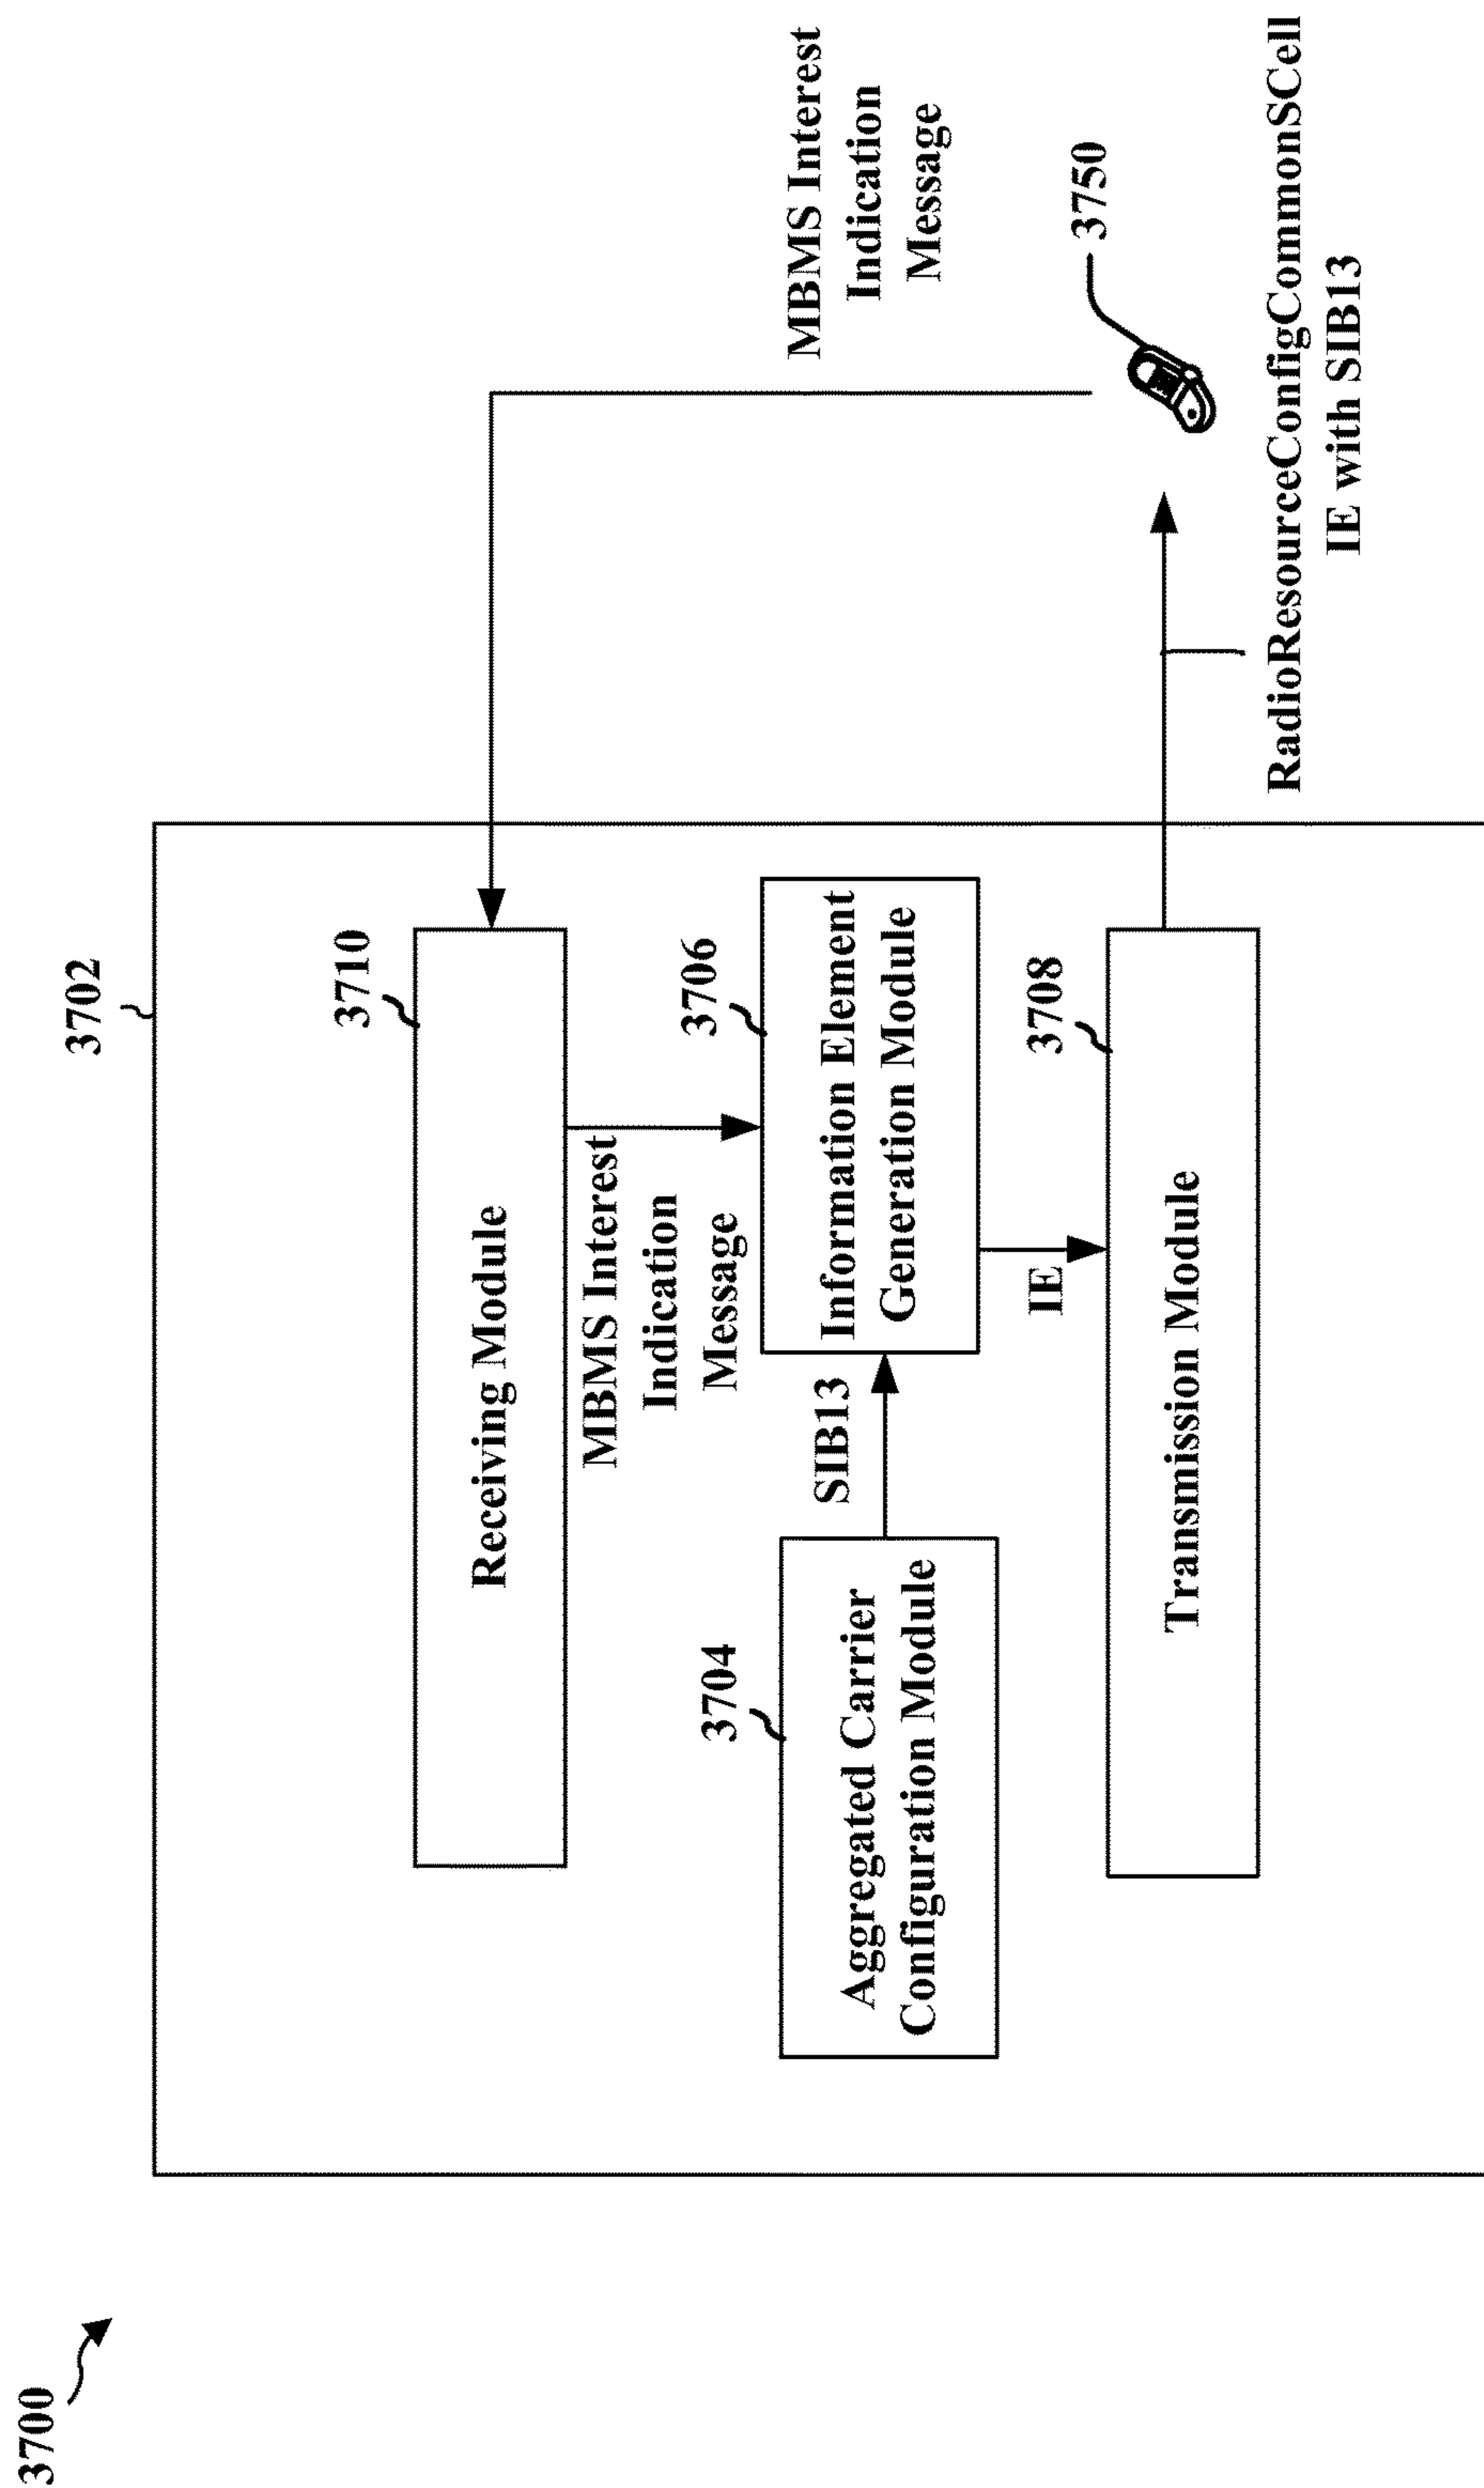 3700
3702
3710
Receiving Module
MBMS Interest
Indication
Message
MBMS Interest
Indication
Message
3706
Information Element
Generation Module
3704
Aggregated Carrier
Configuration Module
SIB13
IE
3708
Transmission Module
3750
RadioResourceConfigCommonSCell
IE with SIB13